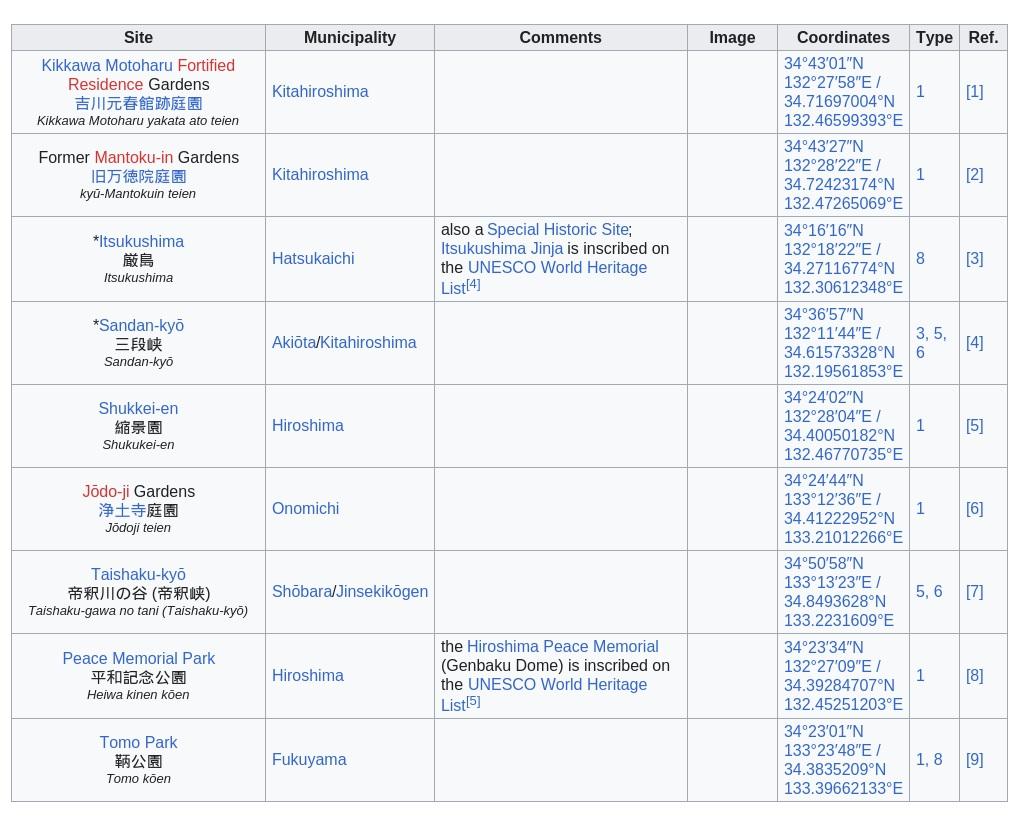 Site Municipality Comments Image Coordinates Type Ref.
Kikkawa Motoharu Fortified
Residence Gardens
吉川元春館跡庭園
Kikkawa Motoharu yakata ato teien
Kitahiroshima
34°43′01″N
132°27′58″E /
34.71697004°N
132.46599393°E
1
[1]
Former Mantoku-in Gardens
旧万徳院庭園
kyū-Mantokuin teien
Kitahiroshima
34°43′27″N
132°28′22″E /
34.72423174°N
132.47265069°E
1
[2]
*Itsukushima
厳島
Itsukushima
Hatsukaichi
also a Special Historic Site;
Itsukushima Jinja is inscribed on
the UNESCO World Heritage
List[4]
34°16′16″N
132°18′22″E /
34.27116774°N
132.30612348°E
8
[3]
*Sandan-kyō
三段峡
Sandan-kyō
Akiōta/Kitahiroshima
34°36′57″N
132°11′44″E /
34.61573328°N
132.19561853°E
3, 5,
6
[4]
Shukkei-en
縮景園
Shukukei-en
Hiroshima
34°24′02″N
132°28′04″E /
34.40050182°N
132.46770735°E
1
[5]
Jōdo-ji Gardens
浄土寺庭園
Jōdoji teien
Onomichi
34°24′44″N
133°12′36″E /
34.41222952°N
133.21012266°E
1
[6]
Taishaku-kyō
帝釈川の谷 (帝釈峡)
Taishaku-gawa no tani (Taishaku-kyō)
Shōbara/Jinsekikōgen
34°50′58″N
133°13′23″E /
34.8493628°N
133.2231609°E
5, 6
[7]
Peace Memorial Park
平和記念公園
Heiwa kinen kōen
Hiroshima
the Hiroshima Peace Memorial
(Genbaku Dome) is inscribed on
the UNESCO World Heritage
List[5]
34°23′34″N
132°27′09″E /
34.39284707°N
132.45251203°E
1
[8]
Tomo Park
鞆公園
Tomo kōen
Fukuyama
34°23′01″N
133°23′48″E /
34.3835209°N
133.39662133°E
1, 8
[9]